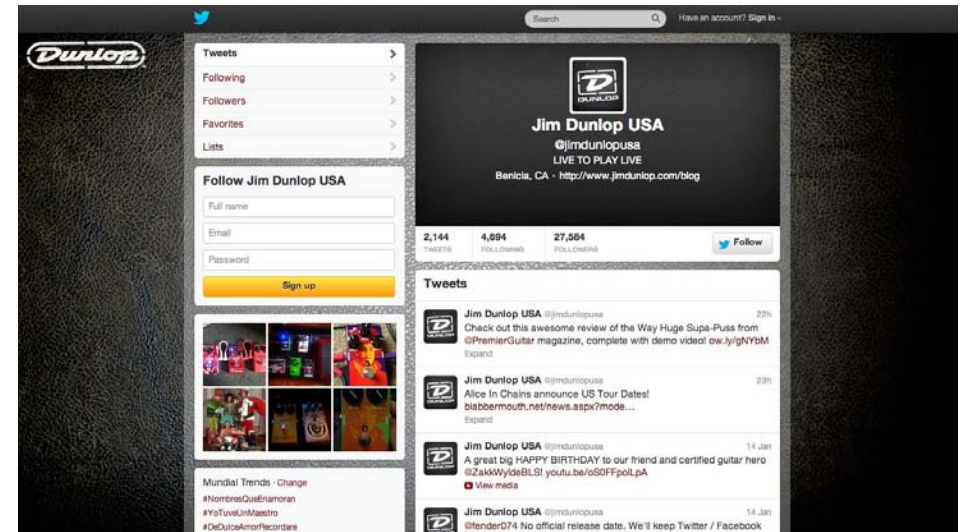 Search
Have an account? Sign in
DUNLOP
Tweets
Following
Followers
Favorites
Lists
Follow Jim Dunlop USA
Full name
Email
Password
Sign up
Mundial Trends · Change
#NombresQueEnamoran
#YoTuveUnMaestro
#DeDulceAmorRecordare
DUNLOP
Jim Dunlop USA
@jimdunlopusa
LIVE TO PLAY LIVE
Benicia, CA · http://www.jimdunlop.com/blog
2,144 4,694 27,584
TWEETS FOLLOWING FOLLOWERS
Follow
Tweets
Jim Dunlop USA @jimdunlopusa 22h
Check out this awesome review of the Way Huge Supa-Puss from
@PremierGuitar magazine, complete with demo video! ow.ly/gNYbM
Expand
Jim Dunlop USA @jimdunlopusa 23h
Alice In Chains announce US Tour Dates!
blabbermouth.net/news.aspx?mode...
Expand
Jim Dunlop USA @jimdunlopusa 14 Jan
A great big HAPPY BIRTHDAY to our friend and certified guitar hero
@ZakkWyldeBLS! youtu.be/oS0FFpolLpA
View media
Jim Dunlop USA @jimdunlopusa 14 Jan
@fender074 No official release date. We'll keep Twitter / Facebook